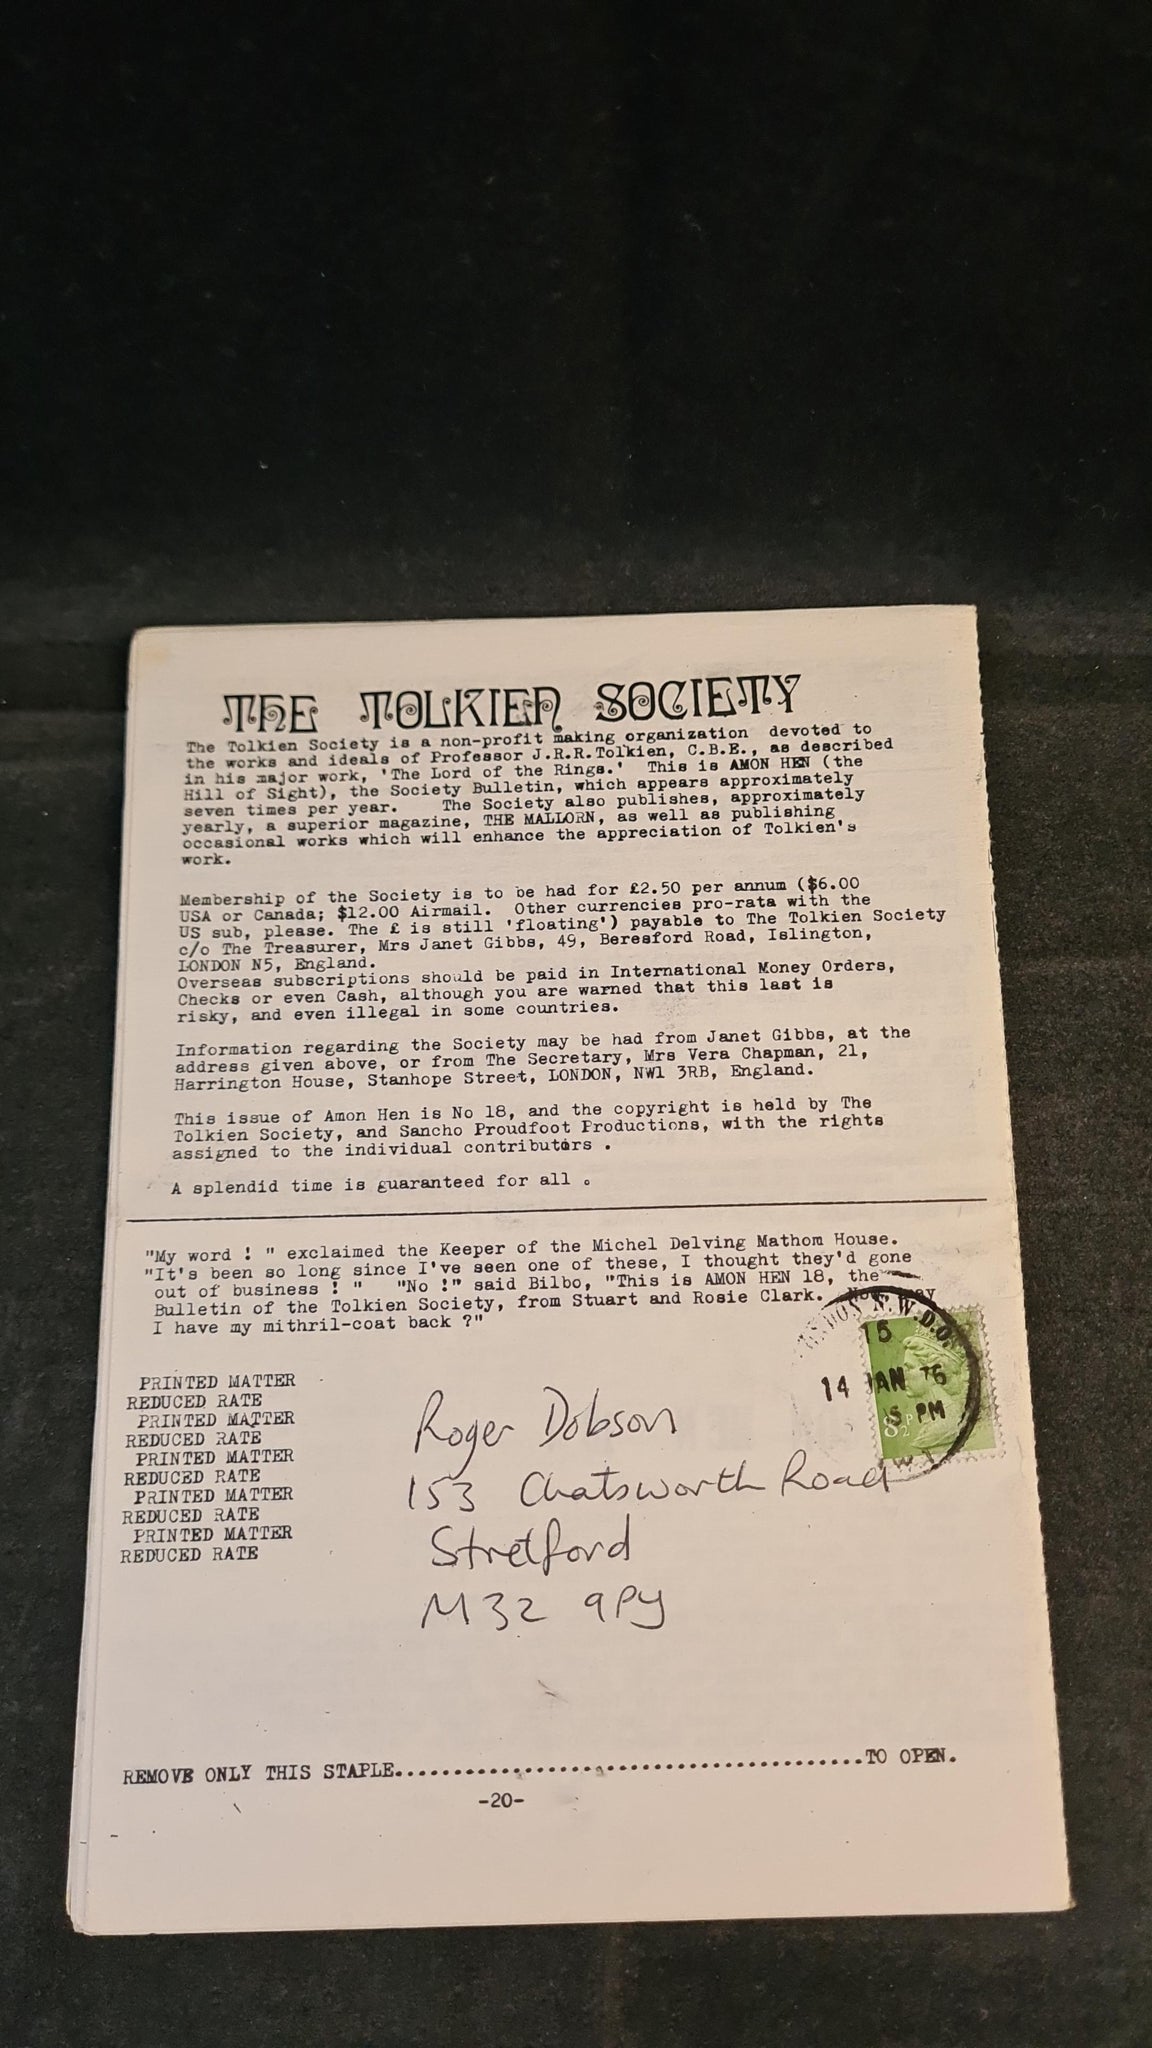 THE TOLKIEN SOCIETY
The Tolkien Society is a non-profit making organization devoted to
the works and ideals of Professor J.R.R.Tolkien, C.B.E., as described
in his major work, 'The Lord of the Rings.' This is AMON HEN (the
Hill of Sight), the Society Bulletin, which appears approximately
seven times per year. The Society also publishes, approximately
yearly, a superior magazine, THE MALLORN, as well as publishing
occasional works which will enhance the appreciation of Tolkien's
work.
Membership of the Society is to be had for £2.50 per annum ($6.00
USA or Canada; $12.00 Airmail. Other currencies pro-rata with the
US sub, please. The £ is still 'floating') payable to The Tolkien Society
c/o The Treasurer, Mrs Janet Gibbs, 49, Beresford Road, Islington,
LONDON N5, England.
Overseas subscriptions should be paid in International Money Orders,
Checks or even Cash, although you are warned that this last is
risky, and even illegal in some countries.
Information regarding the Society may be had from Janet Gibbs, at the
address given above, or from The Secretary, Mrs Vera Chapman, 21,
Harrington House, Stanhope Street, LONDON, NW1 3RB, England.
This issue of Amon Hen is No 18, and the copyright is held by The
Tolkien Society, and Sancho Proudfoot Productions, with the rights
assigned to the individual contributors .
A splendid time is guaranteed for all .
"My word ! " exclaimed the Keeper of the Michel Delving Mathom House.
"It's been so long since I've seen one of these, I thought they'd gone
out of business ! " "No !" said Bilbo, "This is AMON HEN 18, the
Bulletin of the Tolkien Society, from Stuart and Rosie Clark. Now may
I have my mithril-coat back ?"
N.W.D.O.
15
14 JAN 76
5 PM
8½P
PRINTED MATTER
REDUCED RATE
PRINTED MATTER
REDUCED RATE
PRINTED MATTER
REDUCED RATE
PRINTED MATTER
REDUCED RATE
PRINTED MATTER
REDUCED RATE
Roger Dobson
153 Chatsworth Road
Stretford
M32 9PY
REMOVE ONLY THIS STAPLE......................................TO OPEN.
-20-